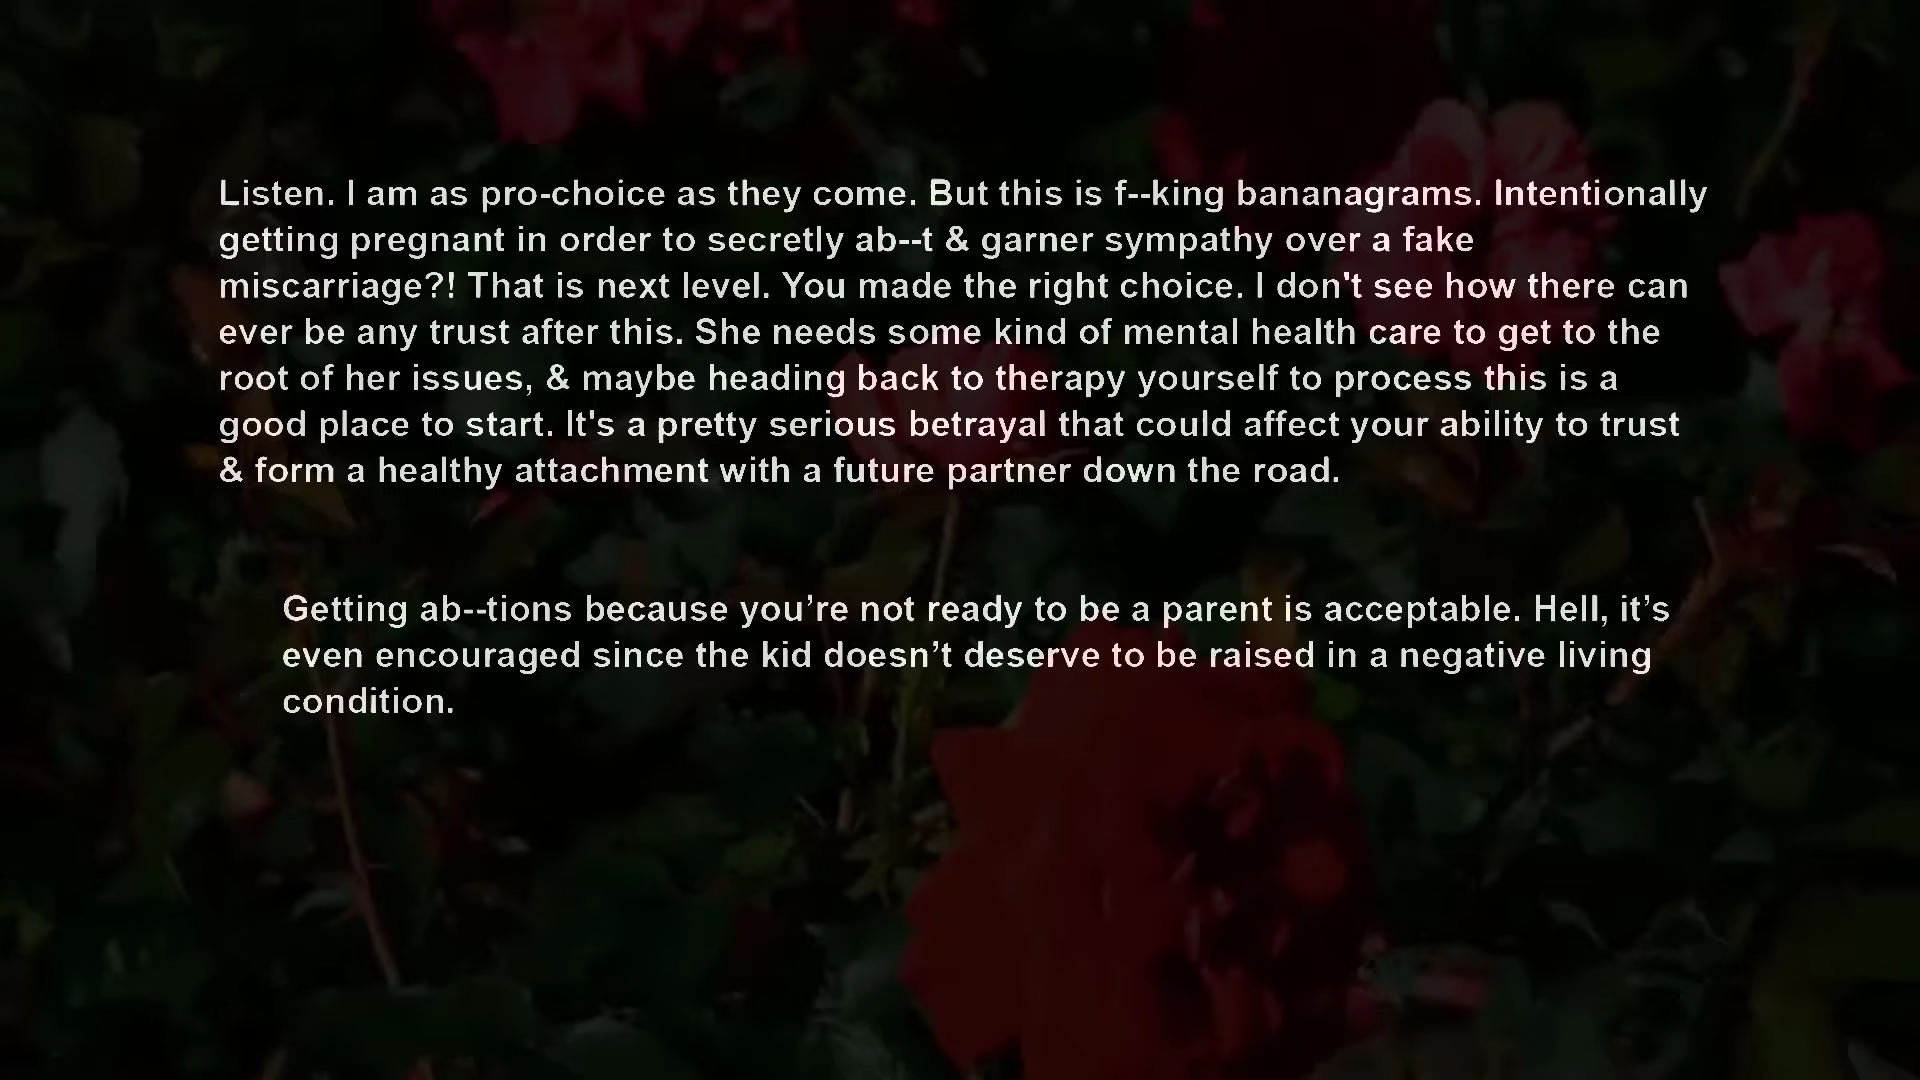 Listen. I am as pro-choice as they come. But this is f--king bananagrams. Intentionally
getting pregnant in order to secretly ab--t & garner sympathy over a fake
miscarriage?! That is next level. You made the right choice. I don't see how there can
ever be any trust after this. She needs some kind of mental health care to get to the
root of her issues, & maybe heading back to therapy yourself to process this is a
good place to start. It's a pretty serious betrayal that could affect your ability to trust
& form a healthy attachment with a future partner down the road.
Getting ab--tions because you’re not ready to be a parent is acceptable. Hell, it’s
even encouraged since the kid doesn’t deserve to be raised in a negative living
condition.